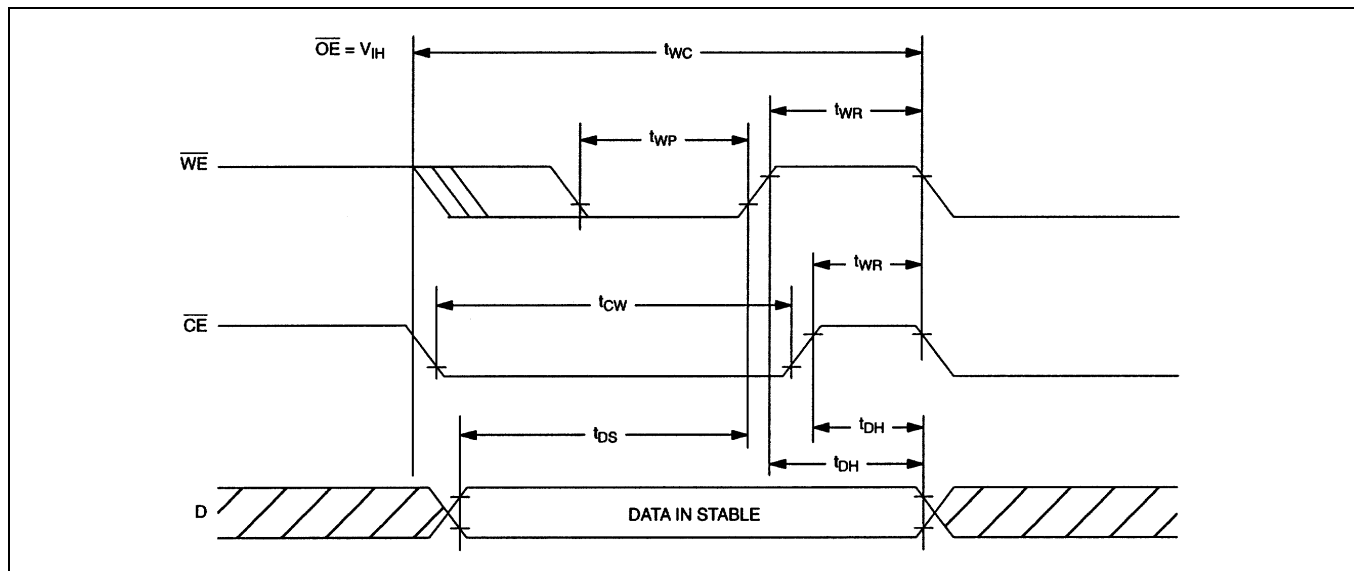 OE = VIH
tWC
tWR
tWP
WE
tWR
tCW
CE
tDH
tDS
tDH
D
DATA IN STABLE